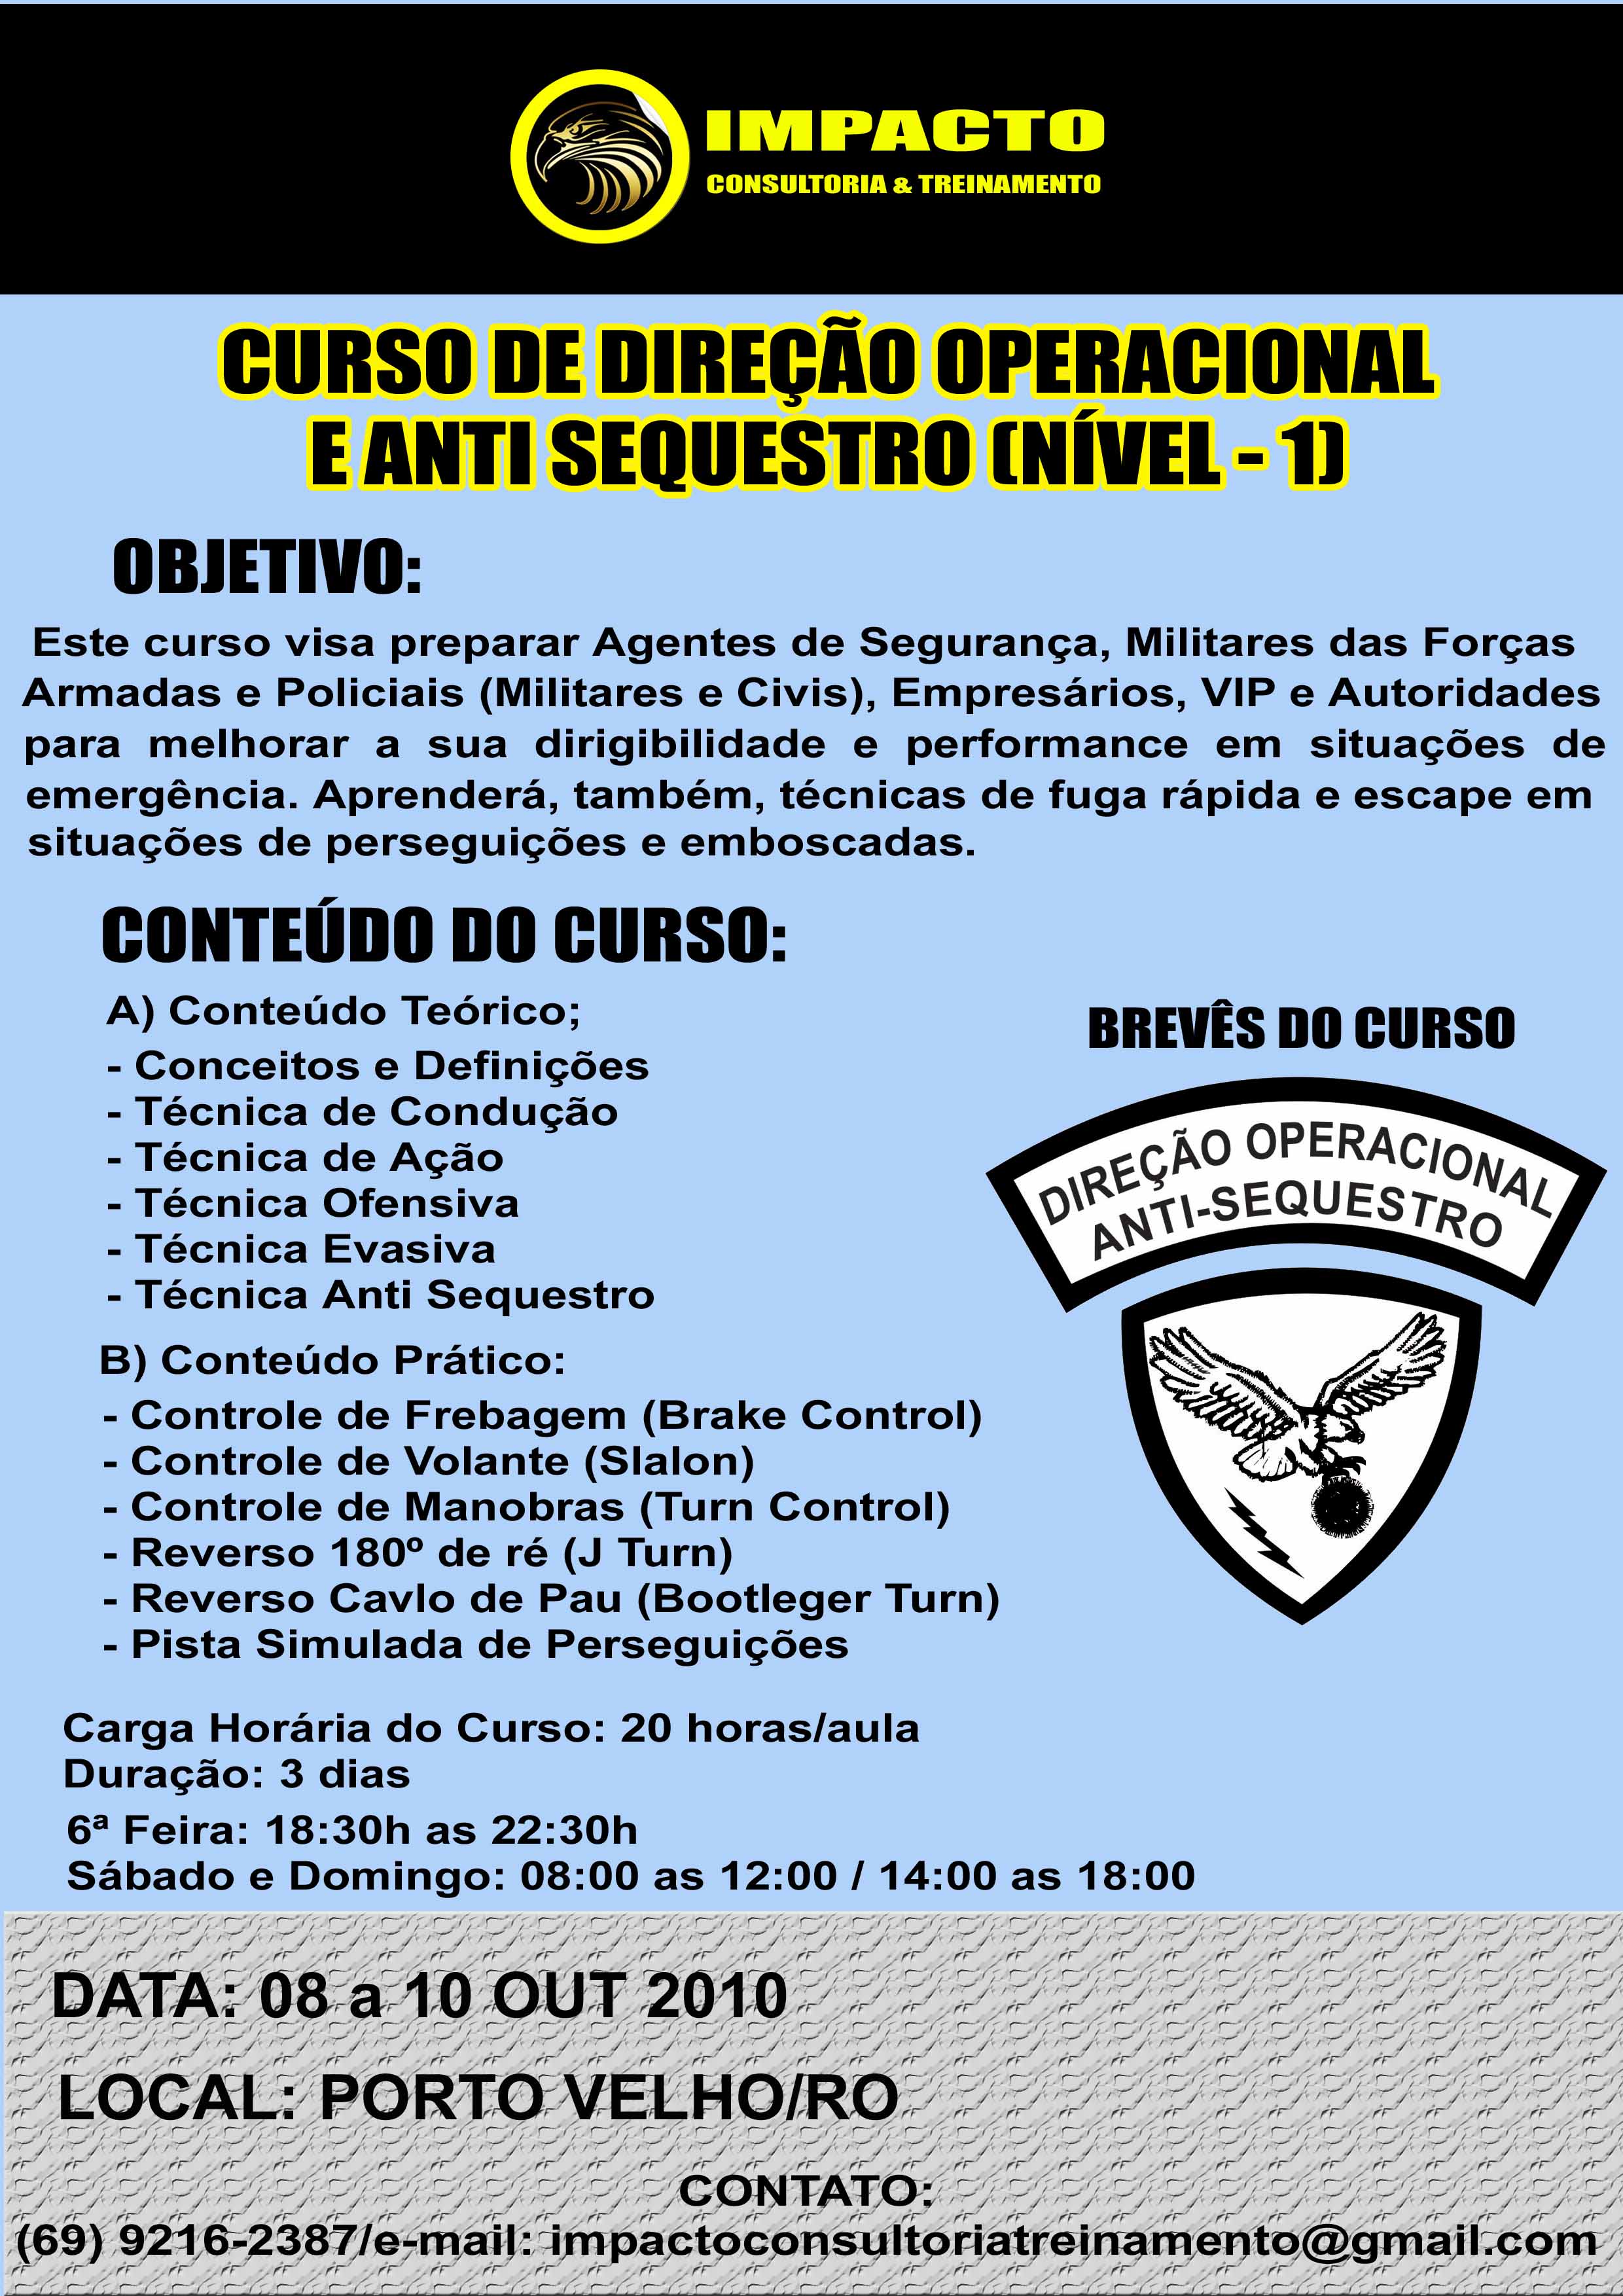 IMPACTO
CONSULTORIA & TREINAMENTO
CURSO DE DIREÇÃO OPERACIONAL
E ANTI SEQUESTRO (NÍVEL - 1)
OBJETIVO:
Este curso visa preparar Agentes de Segurança, Militares das Forças
Armadas e Policiais (Militares e Civis), Empresários, VIP e Autoridades
para melhorar a sua dirigibilidade e performance em situações de
emergência. Aprenderá, também, técnicas de fuga rápida e escape em
situações de perseguições e emboscadas.
CONTEÚDO DO CURSO:
A) Conteúdo Teórico;
- Conceitos e Definições
- Técnica de Condução
- Técnica de Ação
- Técnica Ofensiva
- Técnica Evasiva
- Técnica Anti Sequestro
B) Conteúdo Prático:
- Controle de Frebagem (Brake Control)
- Controle de Volante (Slalon)
- Controle de Manobras (Turn Control)
- Reverso 180º de ré (J Turn)
- Reverso Cavlo de Pau (Bootleger Turn)
- Pista Simulada de Perseguições
BREVÊS DO CURSO
DIREÇÃO OPERACIONAL
ANTI-SEQUESTRO
Carga Horária do Curso: 20 horas/aula
Duração: 3 dias
6ª Feira: 18:30h as 22:30h
Sábado e Domingo: 08:00 as 12:00 / 14:00 as 18:00
DATA: 08 a 10 OUT 2010
LOCAL: PORTO VELHO/RO
CONTATO:
(69) 9216-2387/e-mail: impactoconsultoriatreinamento@gmail.com